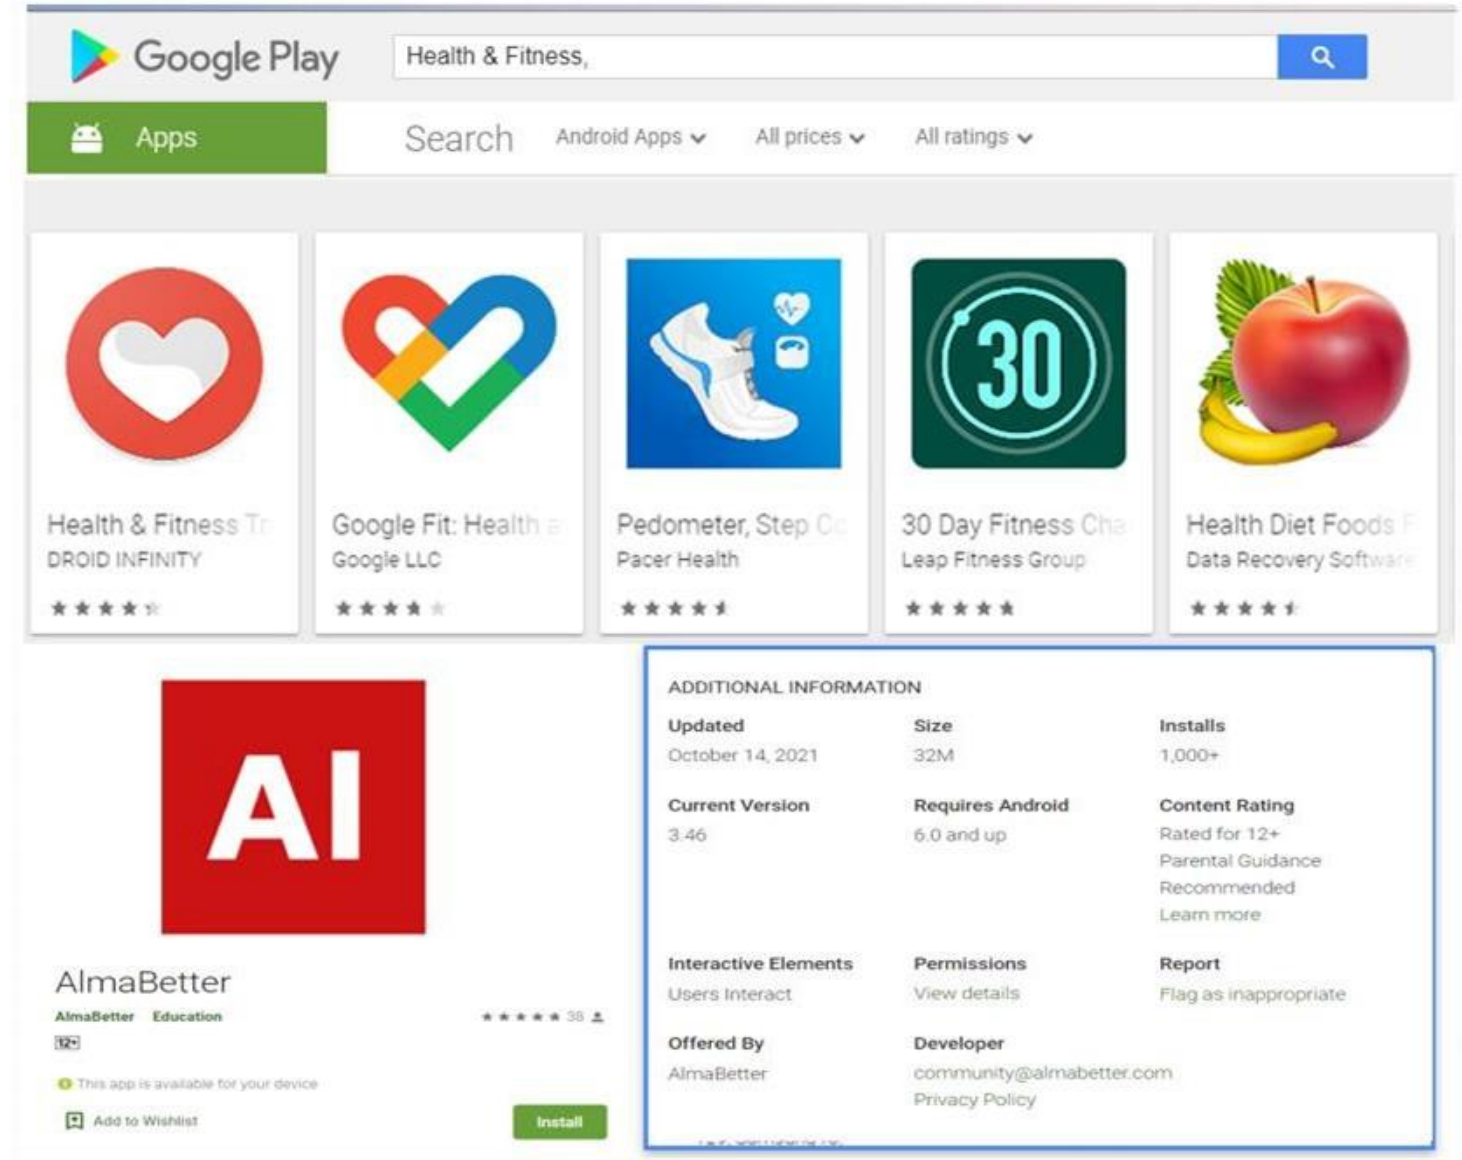 Google Play
Health & Fitness,
Apps
Search
Android Apps
All prices
All ratings
30
Health & Fitness
DROID INFINITY
Google Fit: Health
Google LLC
Pedometer, Step
Pacer Health
30 Day Fitness
Leap Fitness Group
Health Diet Foods
Data Recovery Software
AI
AlmaBetter
AlmaBetter Education
38
12+
This app is available for your device
Add to Wishlist
Install
ADDITIONAL INFORMATION
Updated
October 14, 2021
Size
32M
Installs
1,000+
Current Version
3.46
Requires Android
6.0 and up
Content Rating
Rated for 12+
Parental Guidance
Recommended
Learn more
Interactive Elements
Users Interact
Permissions
View details
Report
Flag as inappropriate
Offered By
AlmaBetter
Developer
community@almabetter.com
Privacy Policy